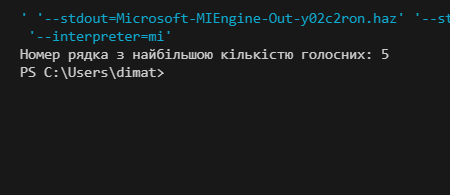 ' '--stdout=Microsoft-MIEngine-Out-y02c2ron.haz' '--st
'--interpreter=mi'
Номер рядка з найбільшою кількістю голосних: 5
PS C:\Users\dimat>